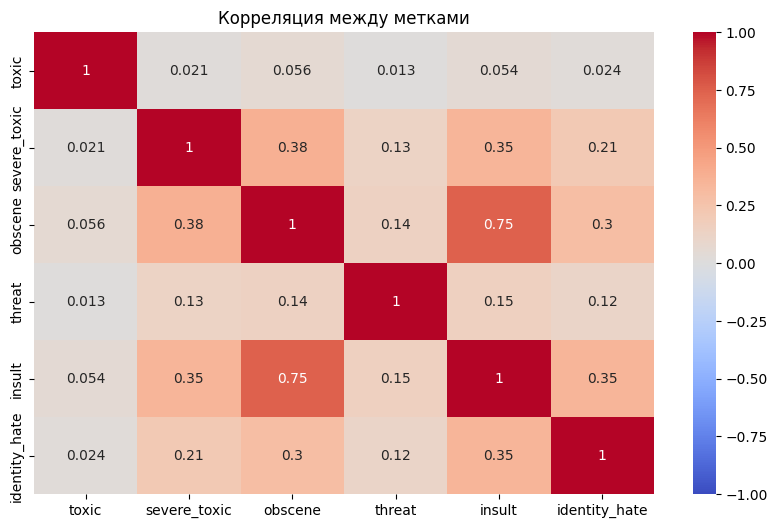 Корреляция между метками
toxic 1 0.021 0.056 0.013 0.054 0.024
severe_toxic 0.021 1 0.38 0.13 0.35 0.21
obscene 0.056 0.38 1 0.14 0.75 0.3
threat 0.013 0.13 0.14 1 0.15 0.12
insult 0.054 0.35 0.75 0.15 1 0.35
identity_hate 0.024 0.21 0.3 0.12 0.35 1
toxic severe_toxic obscene threat insult identity_hate
1.00
0.75
0.50
0.25
0.00
−0.25
−0.50
−0.75
−1.00